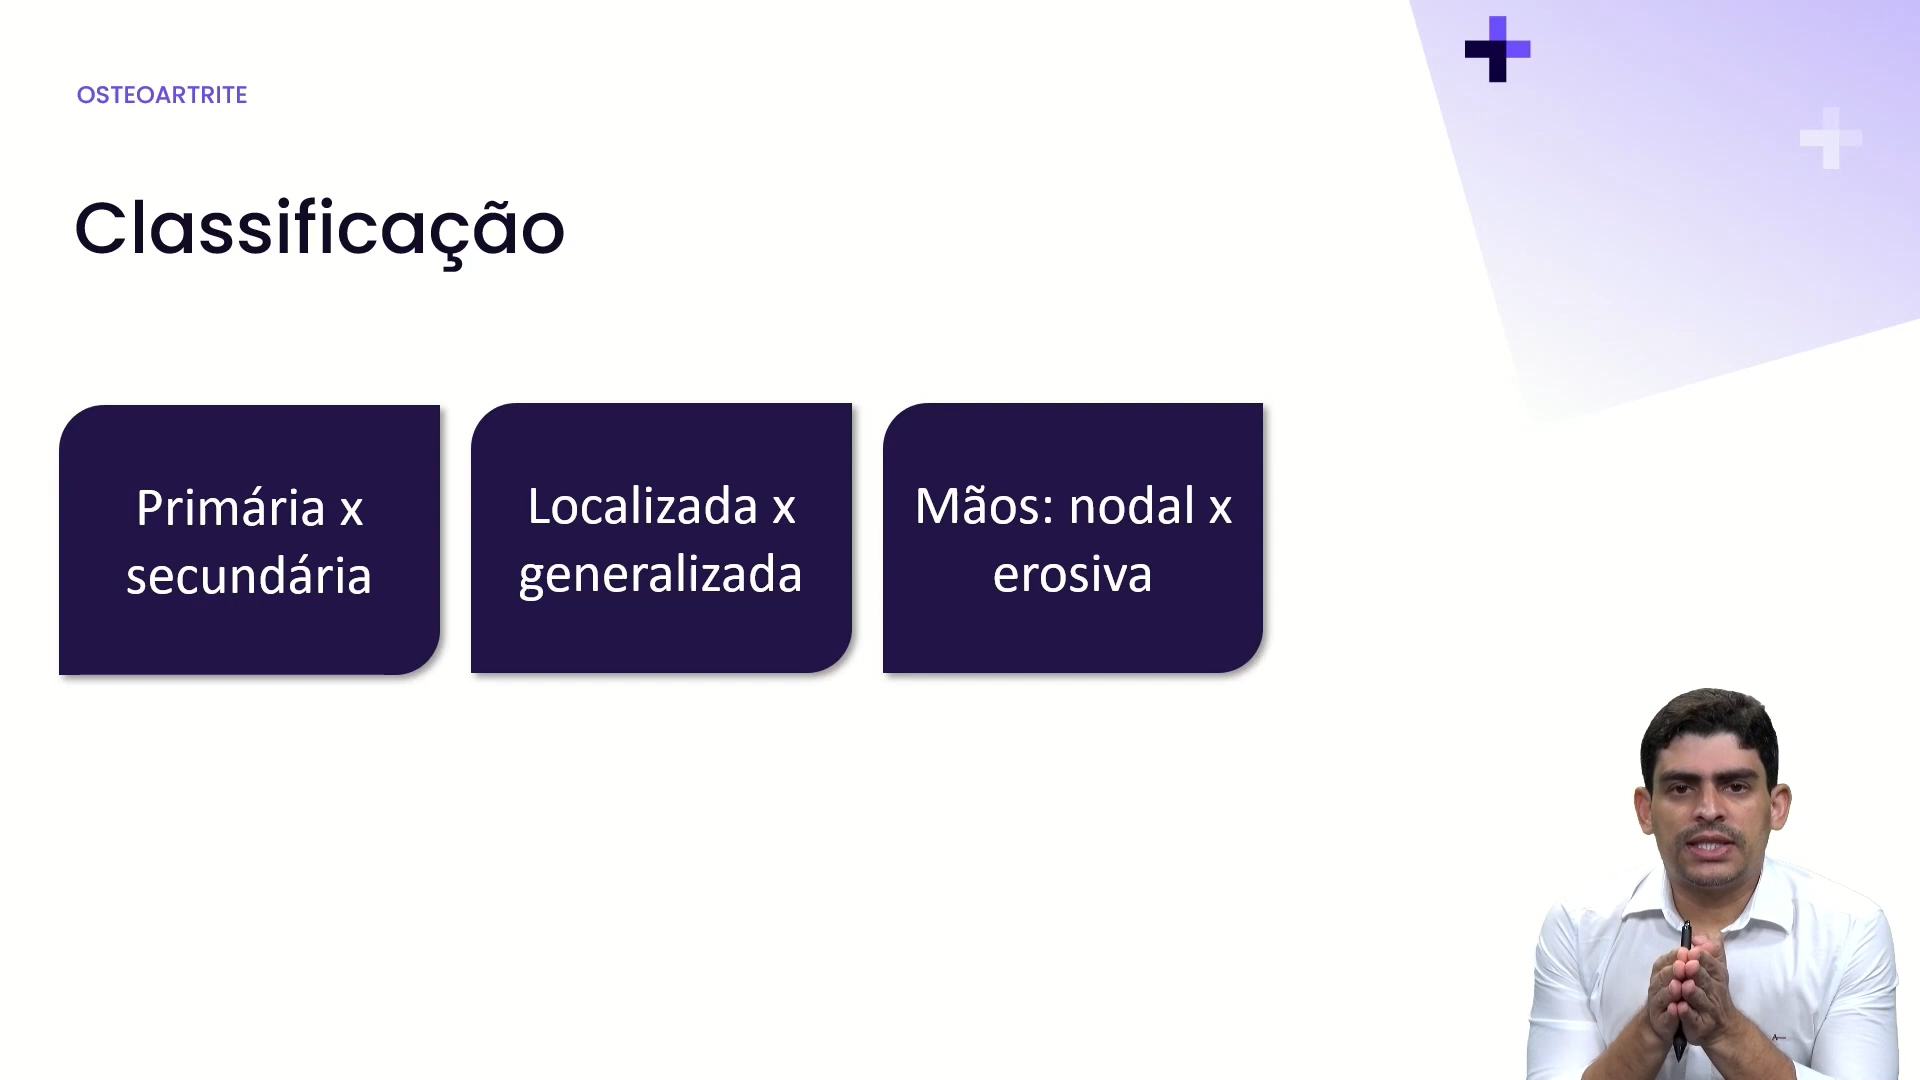 OSTEOARTRITE
Classificação
Primária x
secundária
Localizada x
generalizada
Mãos: nodal x
erosiva